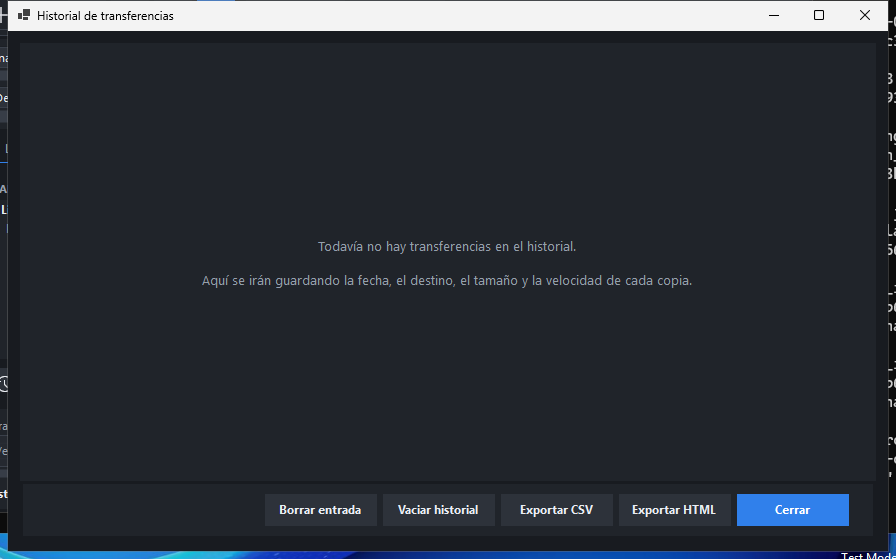 Historial de transferencias
Todavía no hay transferencias en el historial.
Aquí se irán guardando la fecha, el destino, el tamaño y la velocidad de cada copia.
Borrar entrada
Vaciar historial
Exportar CSV
Exportar HTML
Cerrar
Test Mode